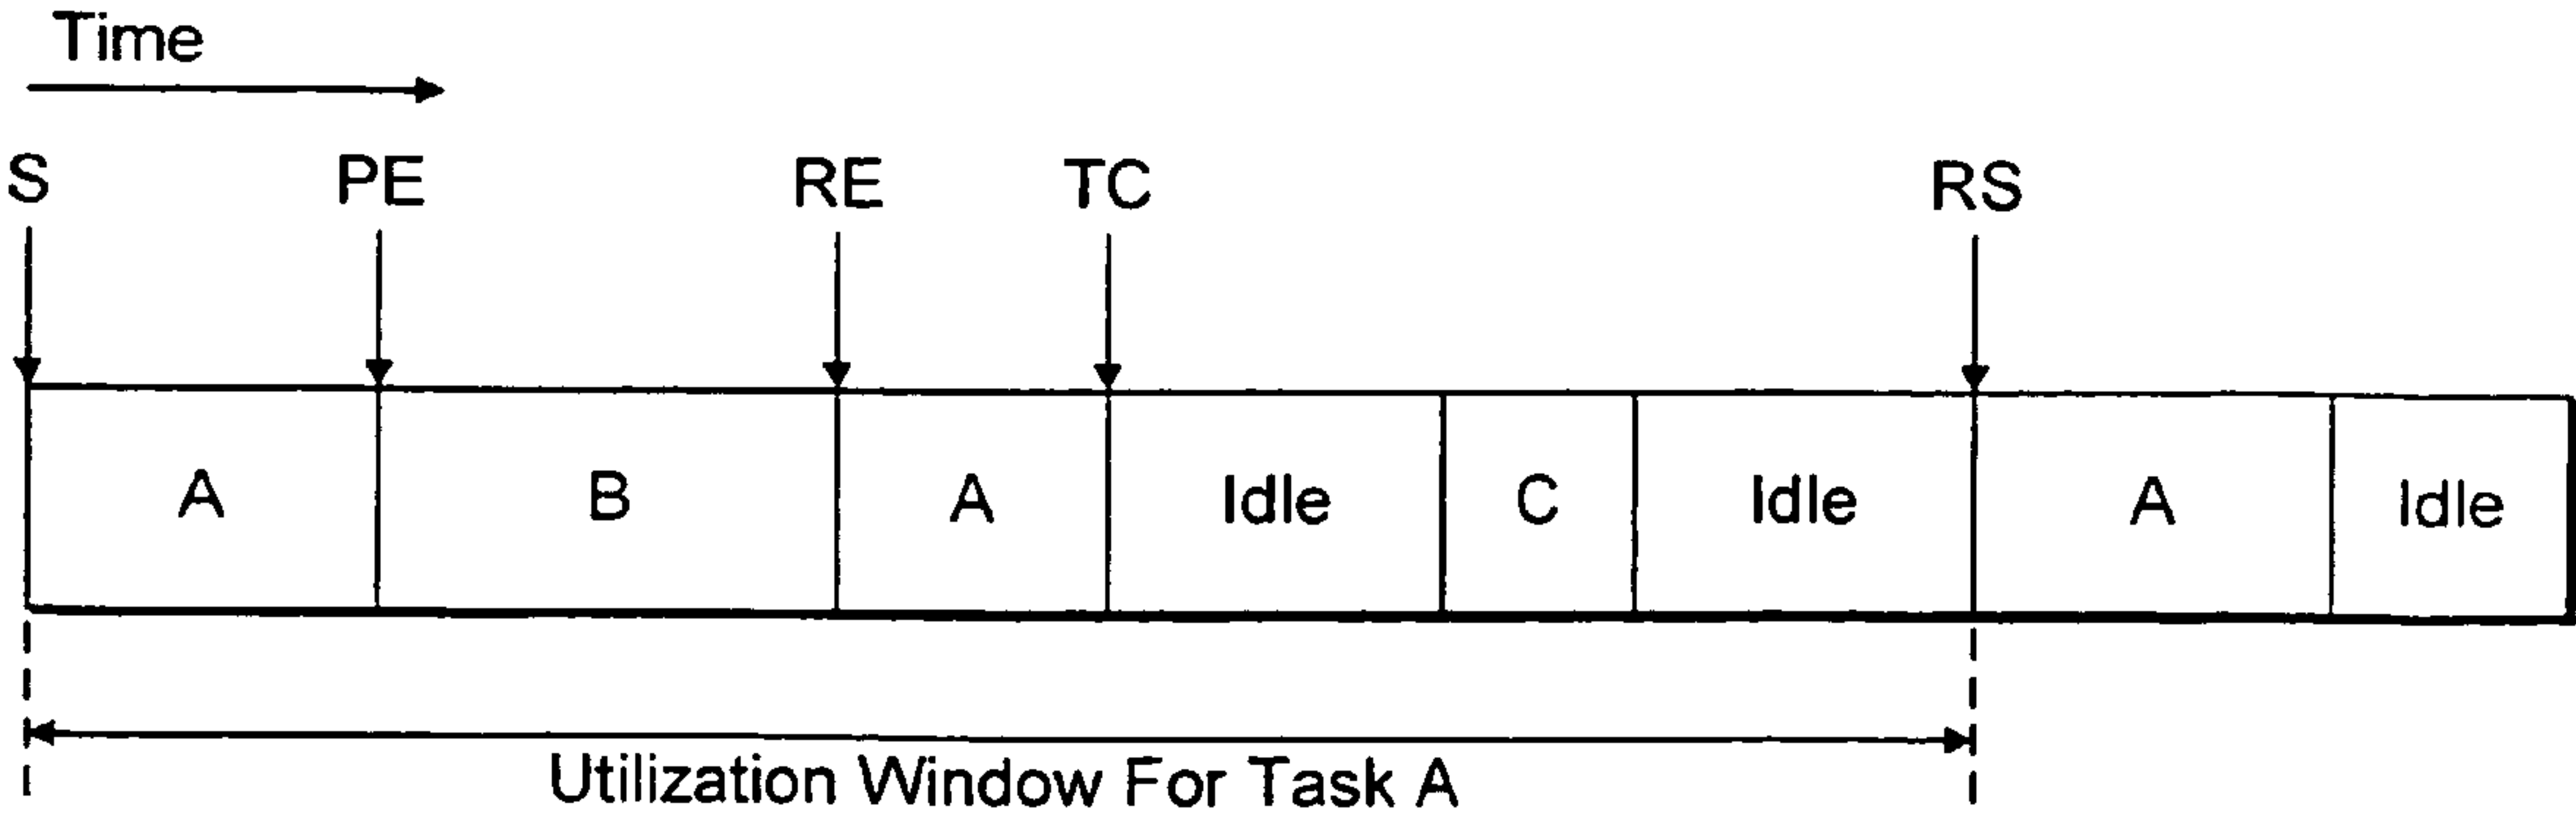 Time
S PE RE TC RS
A B A Idle C Idle A Idle
Utilization Window For Task A